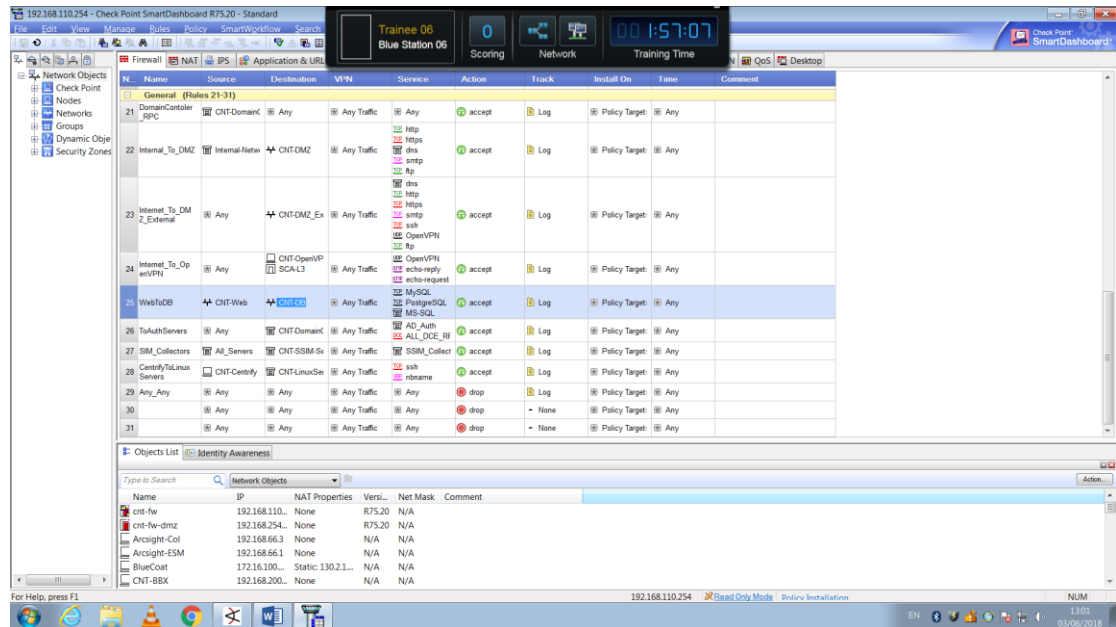 192.168.110.254 - Check Point SmartDashboard R75.20 - Standard
File Edit View Manage Rules Policy SmartWorkflow Search
Trainee 06
Blue Station 06
0
Scoring
Network
00 1:57:07
Training Time
Check Point
SmartDashboard
Firewall NAT IPS Application & URL
QoS Desktop
Network Objects
Check Point
Nodes
Networks
Groups
Dynamic Obje
Security Zones
N... Name Source Destination VPN Service Action Track Install On Time Comment
General (Rules 21-31)
21 DomainContoler_RPC CNT-DomainC Any Any Traffic Any accept Log Policy Target: Any
22 Internal_To_DMZ Internal-Netwo CNT-DMZ Any Traffic http https dns smtp ftp accept Log Policy Target: Any
23 Internet_To_DMZ_External Any CNT-DMZ_Ex Any Traffic dns http https smtp ssh OpenVPN ftp accept Log Policy Target: Any
24 Internet_To_OpenVPN Any CNT-OpenVP SCA-L3 Any Traffic OpenVPN echo-reply echo-request accept Log Policy Target: Any
25 WebToDB CNT-Web CNT-DB Any Traffic MySQL PostgreSQL MS-SQL accept Log Policy Target: Any
26 ToAuthServers Any CNT-DomainC Any Traffic AD_Auth ALL_DCE_RF accept Log Policy Target: Any
27 SIM_Collectors All_Servers CNT-SSIM-Se Any Traffic SSIM_Collect accept Log Policy Target: Any
28 CentrifyToLinux Servers CNT-Centrify CNT-LinuxSer Any Traffic ssh nbname accept Log Policy Target: Any
29 Any_Any Any Any Any Traffic Any drop Log Policy Target: Any
30 Any Any Any Traffic Any drop - None Policy Target: Any
31 Any Any Any Traffic Any drop - None Policy Target: Any
Objects List Identity Awareness
Type to Search Network Objects Action...
Name IP NAT Properties Versi... Net Mask Comment
cnt-fw 192.168.110... None R75.20 N/A
cnt-fw-dmz 192.168.254... None R75.20 N/A
Arcsight-Col 192.168.66.3 None N/A N/A
Arcsight-ESM 192.168.66.1 None N/A N/A
BlueCoat 172.16.100... Static: 130.2.1... N/A N/A
CNT-BBX 192.168.200... None N/A N/A
For Help, press F1 192.168.110.254 Read Only Mode Policy Installation NUM
EN 13:01
03/06/2018